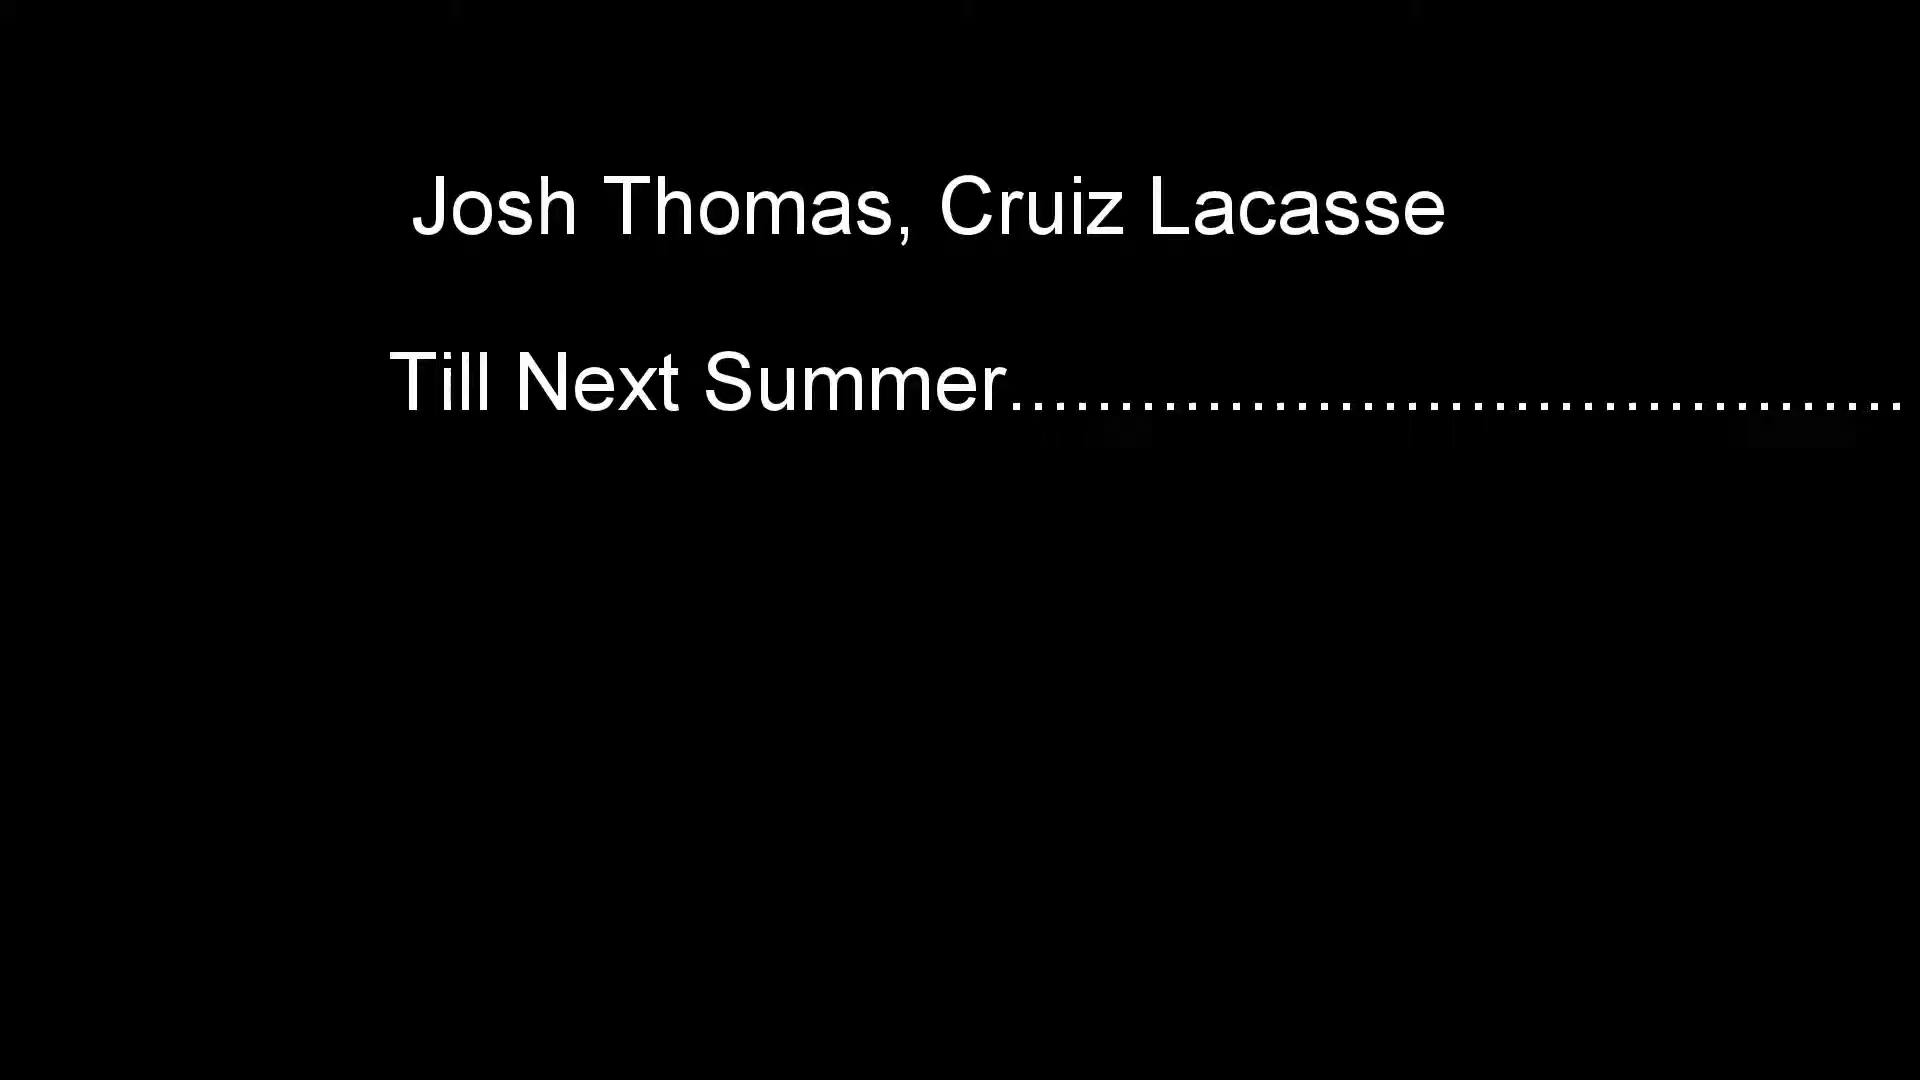 Josh Thomas, Cruiz Lacasse
Till Next Summer.........................................